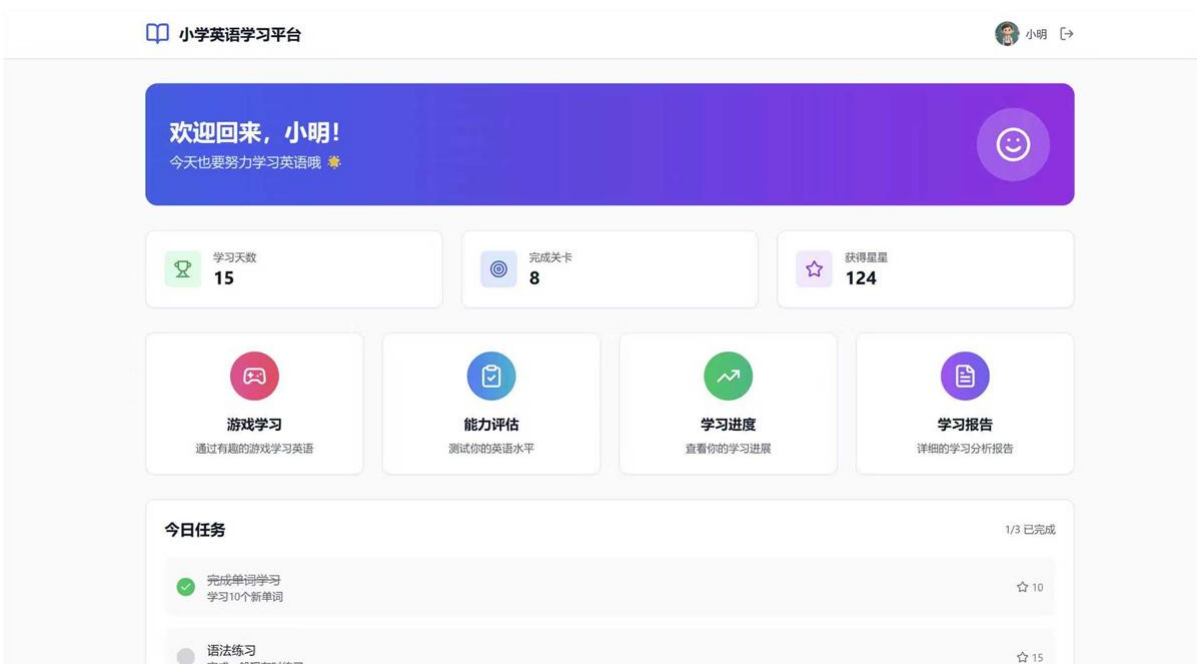 小学英语学习平台
小明
欢迎回来，小明！
今天也要努力学习英语哦
学习天数
15
完成关卡
8
获得星星
124
游戏学习
通过有趣的游戏学习英语
能力评估
测试你的英语水平
学习进度
查看你的学习进展
学习报告
详细的学习分析报告
今日任务
1/3 已完成
完成单词学习
学习10个新单词
10
语法练习
15